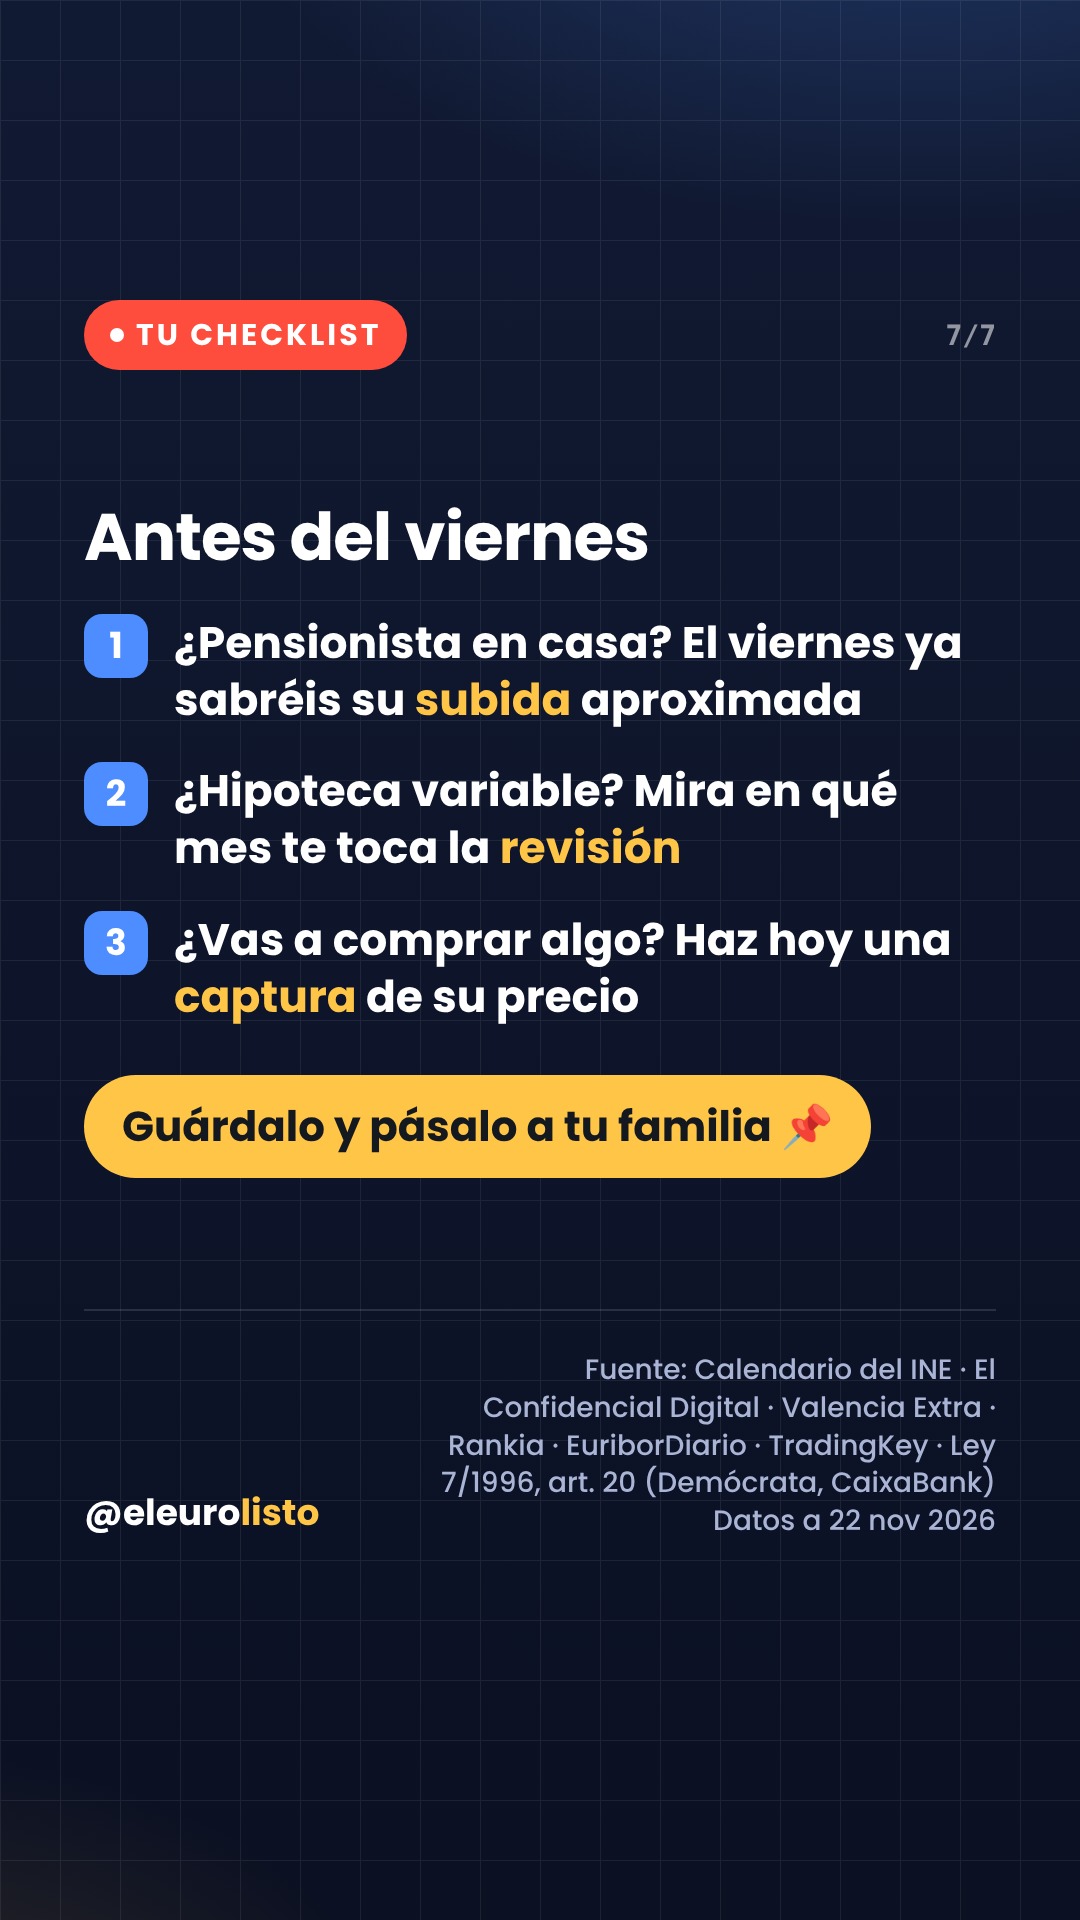 TU CHECKLIST
7/7
Antes del viernes
1
¿Pensionista en casa? El viernes ya
sabréis su subida aproximada
2
¿Hipoteca variable? Mira en qué
mes te toca la revisión
3
¿Vas a comprar algo? Haz hoy una
captura de su precio
Guárdalo y pásalo a tu familia 📌
Fuente: Calendario del INE · El
Confidencial Digital · Valencia Extra ·
Rankia · EuriborDiario · TradingKey · Ley
7/1996, art. 20 (Demócrata, CaixaBank)
Datos a 22 nov 2026
@eleurolisto